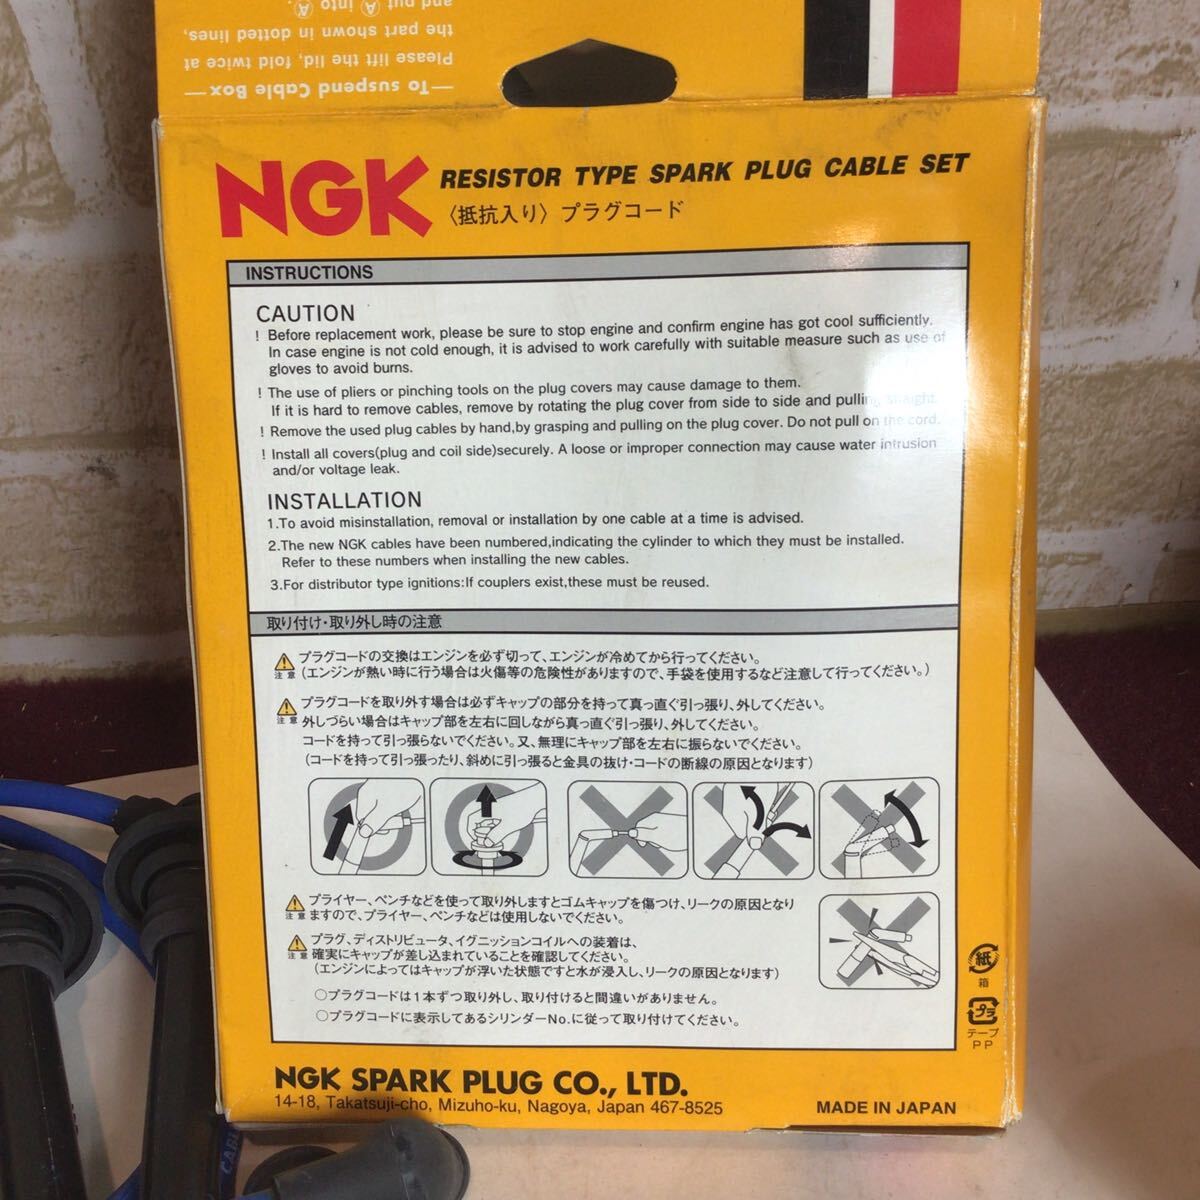 — To suspend Cable Box —
Please lift the lid, fold twice at
the part shown in dotted lines,
and put Ⓐ into Ⓐ.
NGK RESISTOR TYPE SPARK PLUG CABLE SET
〈抵抗入り〉プラグコード
INSTRUCTIONS
CAUTION
! Before replacement work, please be sure to stop engine and confirm engine has got cool sufficiently.
In case engine is not cold enough, it is advised to work carefully with suitable measure such as use of
gloves to avoid burns.
! The use of pliers or pinching tools on the plug covers may cause damage to them.
If it is hard to remove cables, remove by rotating the plug cover from side to side and pulling straight.
! Remove the used plug cables by hand,by grasping and pulling on the plug cover. Do not pull on the cord.
! Install all covers(plug and coil side)securely. A loose or improper connection may cause water intrusion
and/or voltage leak.
INSTALLATION
1.To avoid misinstallation, removal or installation by one cable at a time is advised.
2.The new NGK cables have been numbered,indicating the cylinder to which they must be installed.
Refer to these numbers when installing the new cables.
3.For distributor type ignitions:If couplers exist,these must be reused.
取り付け・取り外し時の注意
注意 プラグコードの交換はエンジンを必ず切って、エンジンが冷めてから行ってください。
(エンジンが熱い時に行う場合は火傷等の危険性がありますので、手袋を使用するなど注意して行ってください。)
注意 プラグコードを取り外す場合は必ずキャップの部分を持って真っ直ぐ引っ張り、外してください。
外しづらい場合はキャップ部を左右に回しながら真っ直ぐ引っ張り、外してください。
コードを持って引っ張らないでください。又、無理にキャップ部を左右に振らないでください。
(コードを持って引っ張ったり、斜めに引っ張ると金具の抜け・コードの断線の原因となります)
注意 プライヤー、ペンチなどを使って取り外しますとゴムキャップを傷つけ、リークの原因となり
ますので、プライヤー、ペンチなどは使用しないでください。
注意 プラグ、ディストリビュータ、イグニッションコイルへの装着は、
確実にキャップが差し込まれていることを確認してください。
(エンジンによってはキャップが浮いた状態ですと水が浸入し、リークの原因となります)
○プラグコードは1本ずつ取り外し、取り付けると間違いがありません。
○プラグコードに表示してあるシリンダーNo.に従って取り付けてください。
紙
箱
プラ
テープ
PP
NGK SPARK PLUG CO., LTD.
14-18, Takatsuji-cho, Mizuho-ku, Nagoya, Japan 467-8525
MADE IN JAPAN
CABL